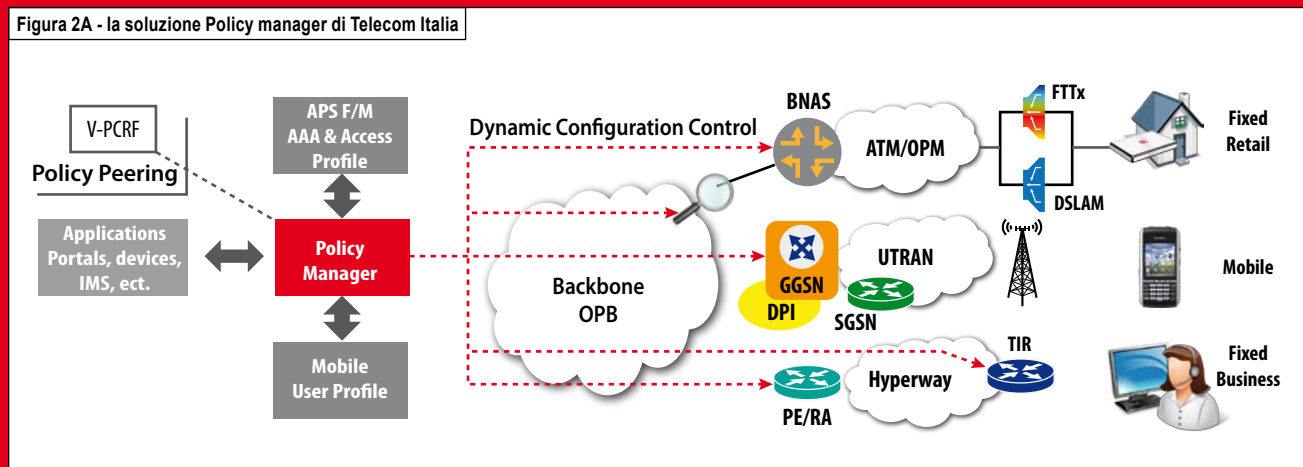 Figura 2A - la soluzione Policy manager di Telecom Italia
V-PCRF
Policy Peering
APS F/M
AAA & Access
Profile
Applications
Portals, devices,
IMS, ect.
Policy
Manager
Mobile
User Profile
Dynamic Configuration Control
Backbone
OPB
BNAS
ATM/OPM
FTTx
DSLAM
Fixed
Retail
GGSN
DPI
UTRAN
SGSN
Mobile
PE/RA
Hyperway
TIR
Fixed
Business